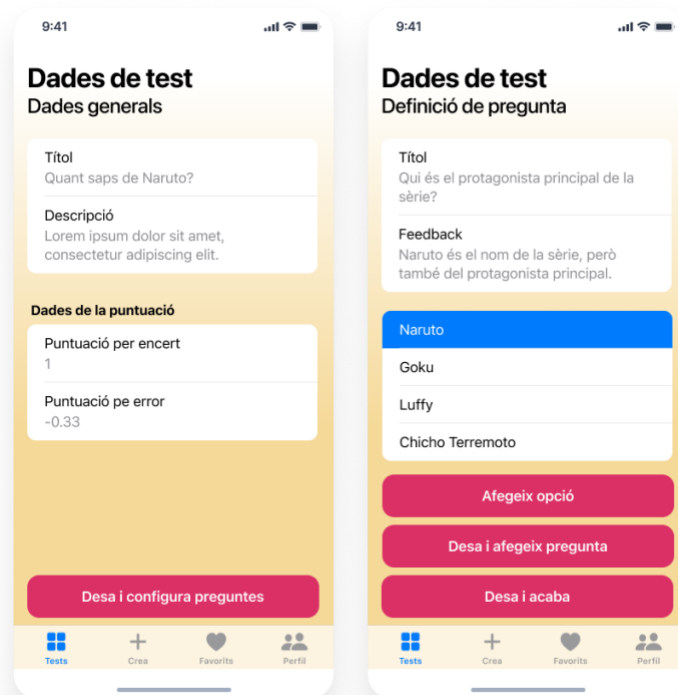 9:41
Dades de test
Dades generals
Títol
Quant saps de Naruto?
Descripció
Lorem ipsum dolor sit amet,
consectetur adipiscing elit.
Dades de la puntuació
Puntuació per encert
1
Puntuació pe error
-0.33
Desa i configura preguntes
Tests
Crea
Favorits
Perfil
9:41
Dades de test
Definició de pregunta
Títol
Qui és el protagonista principal de la
sèrie?
Feedback
Naruto és el nom de la sèrie, però
també del protagonista principal.
Naruto
Goku
Luffy
Chicho Terremoto
Afegeix opció
Desa i afegeix pregunta
Desa i acaba
Tests
Crea
Favorits
Perfil